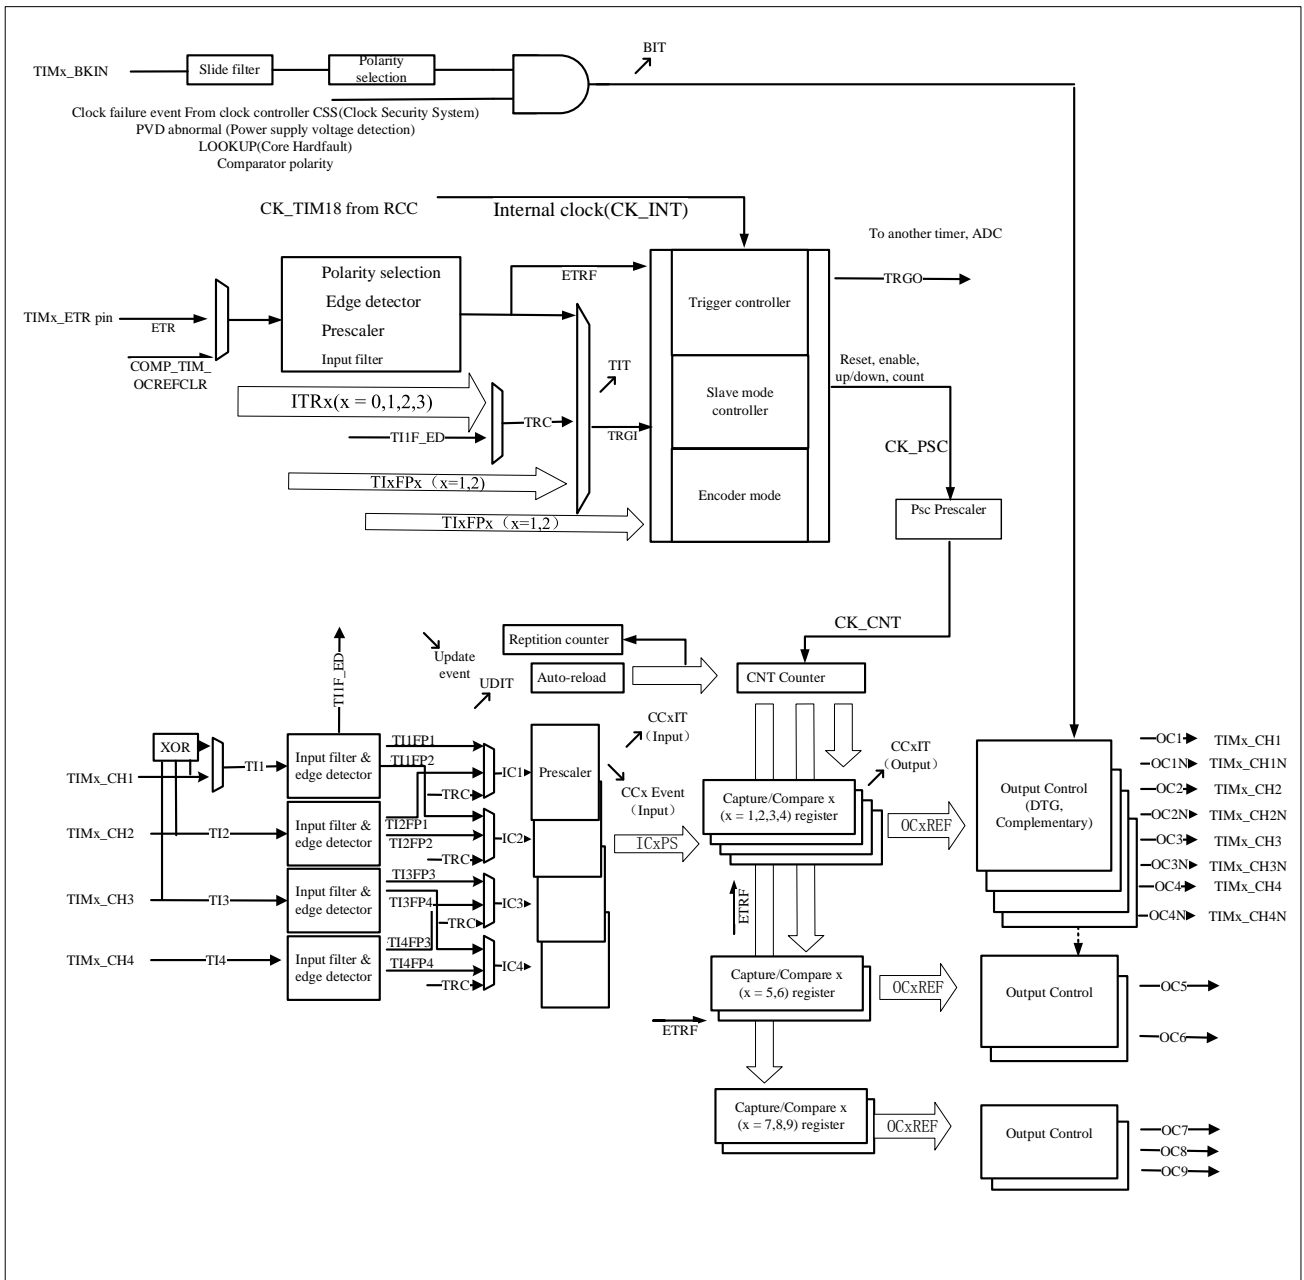 BIT
TIMx_BKIN
Slide filter
Polarity
selection
Clock failure event From clock controller CSS(Clock Security System)
PVD abnormal (Power supply voltage detection)
LOOKUP(Core Hardfault)
Comparator polarity
CK_TIM18 from RCC
Internal clock(CK_INT)
To another timer, ADC
TRGO
TIMx_ETR pin
ETR
COMP_TIM_
OCREFCLR
Polarity selection
Edge detector
Prescaler
Input filter
ETRF
TIT
ITRx(x = 0,1,2,3)
TI1F_ED
TRC
TRGI
TIxFPx（x=1,2)
TIxFPx（x=1,2)
Trigger controller
Slave mode
controller
Encoder mode
Reset, enable,
up/down, count
CK_PSC
Psc Prescaler
CK_CNT
Reptition counter
Auto-reload
CNT Counter
Update
event
UDIT
TI1F_ED
XOR
TIMx_CH1
TI1
Input filter &
edge detector
TI1FP1
TI1FP2
TRC
IC1
Prescaler
CCxIT
（Input）
CCx Event
（Input）
TIMx_CH2
TI2
Input filter &
edge detector
TI2FP1
TI2FP2
TRC
IC2
ICxPS
TIMx_CH3
TI3
Input filter &
edge detector
TI3FP3
TI3FP4
TRC
IC3
TIMx_CH4
TI4
Input filter &
edge detector
TI4FP3
TI4FP4
TRC
IC4
CCxIT
（Output）
Capture/Compare x
(x = 1,2,3,4) register
OCxREF
ETRF
Output Control
(DTG,
Complementary)
OC1
TIMx_CH1
OC1N
TIMx_CH1N
OC2
TIMx_CH2
OC2N
TIMx_CH2N
OC3
TIMx_CH3
OC3N
TIMx_CH3N
OC4
TIMx_CH4
OC4N
TIMx_CH4N
Capture/Compare x
(x = 5,6) register
OCxREF
ETRF
Output Control
OC5
OC6
Capture/Compare x
(x = 7,8,9) register
OCxREF
Output Control
OC7
OC8
OC9